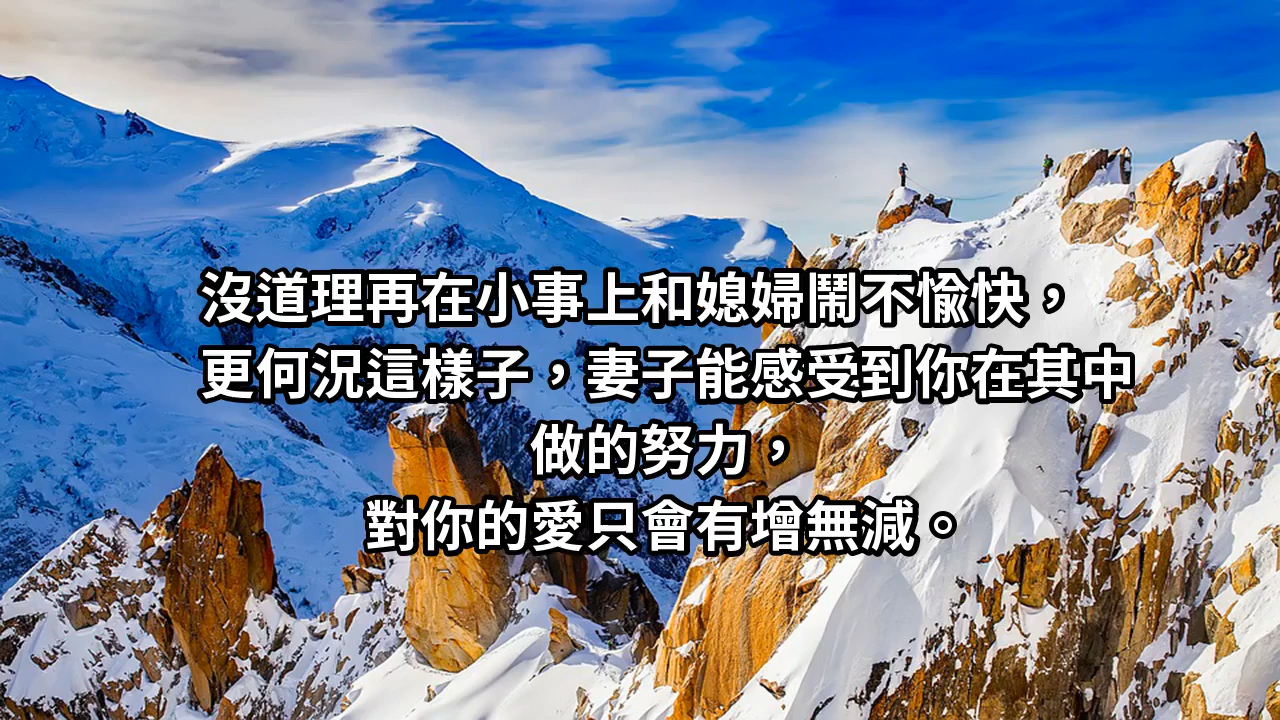 沒道理再在小事上和媳婦鬧不愉快，
更何況這樣子，妻子能感受到你在其中
做的努力，
對你的愛只會有增無減。